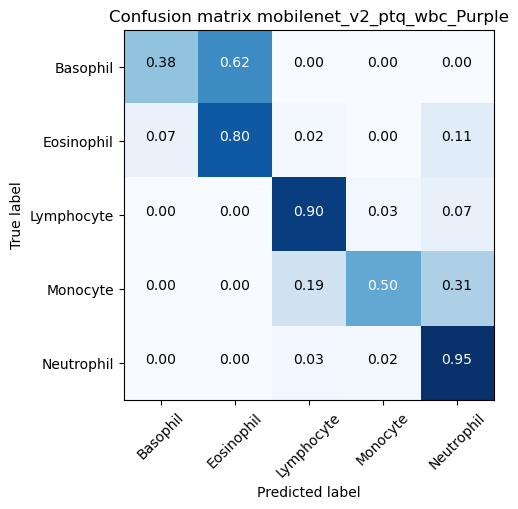 Confusion matrix mobilenet_v2_ptq_wbc_Purple
True label
Basophil 0.38 0.62 0.00 0.00 0.00
Eosinophil 0.07 0.80 0.02 0.00 0.11
Lymphocyte 0.00 0.00 0.90 0.03 0.07
Monocyte 0.00 0.00 0.19 0.50 0.31
Neutrophil 0.00 0.00 0.03 0.02 0.95
Basophil Eosinophil Lymphocyte Monocyte Neutrophil
Predicted label